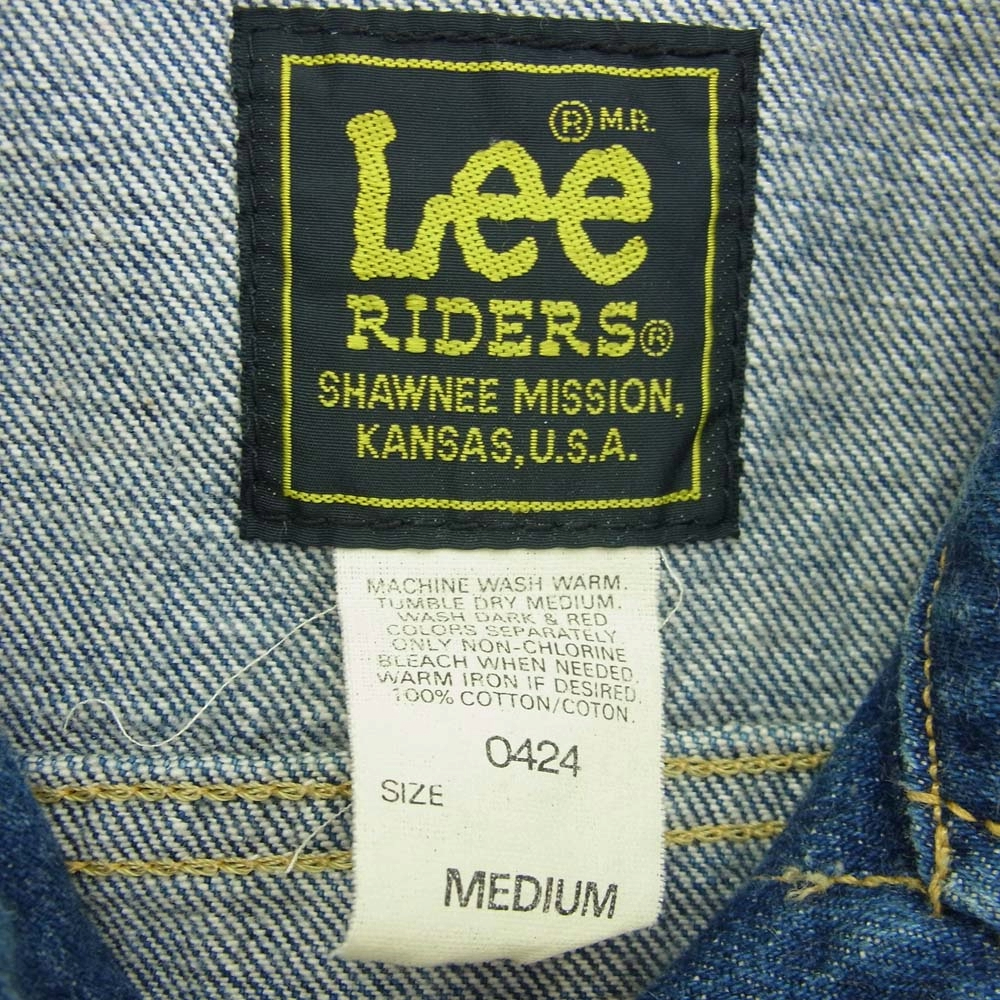 ® M.R.
Lee
RIDERS®
SHAWNEE MISSION,
KANSAS, U.S.A.
MACHINE WASH WARM.
TUMBLE DRY MEDIUM.
WASH DARK & RED
COLORS SEPARATELY
ONLY NON-CHLORINE
BLEACH WHEN NEEDED.
WARM IRON IF DESIRED.
100% COTTON/COTON.
0424
SIZE
MEDIUM